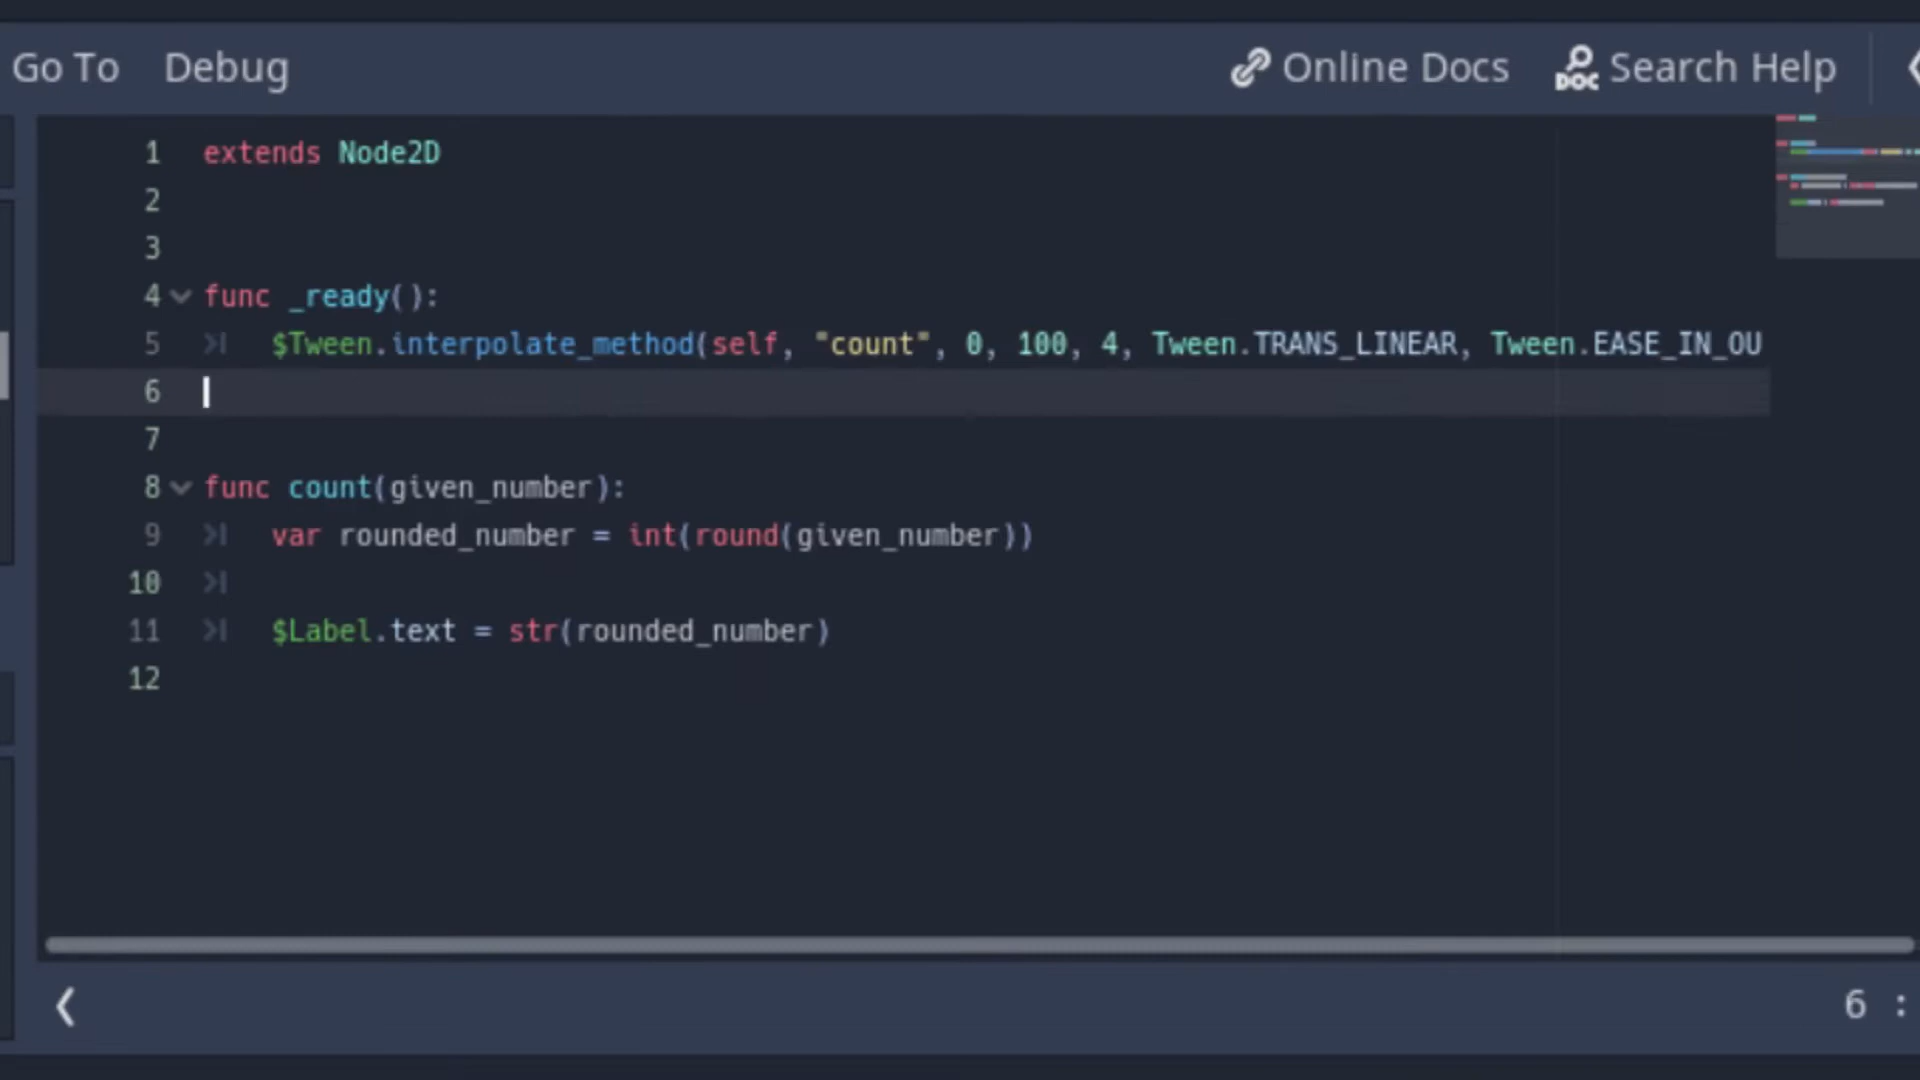 Go To Debug Online Docs DOC Search Help
1 extends Node2D
2
3
4 func _ready():
5 $Tween.interpolate_method(self, "count", 0, 100, 4, Tween.TRANS_LINEAR, Tween.EASE_IN_OU
6
7
8 func count(given_number):
9 var rounded_number = int(round(given_number))
10
11 $Label.text = str(rounded_number)
12
6 :